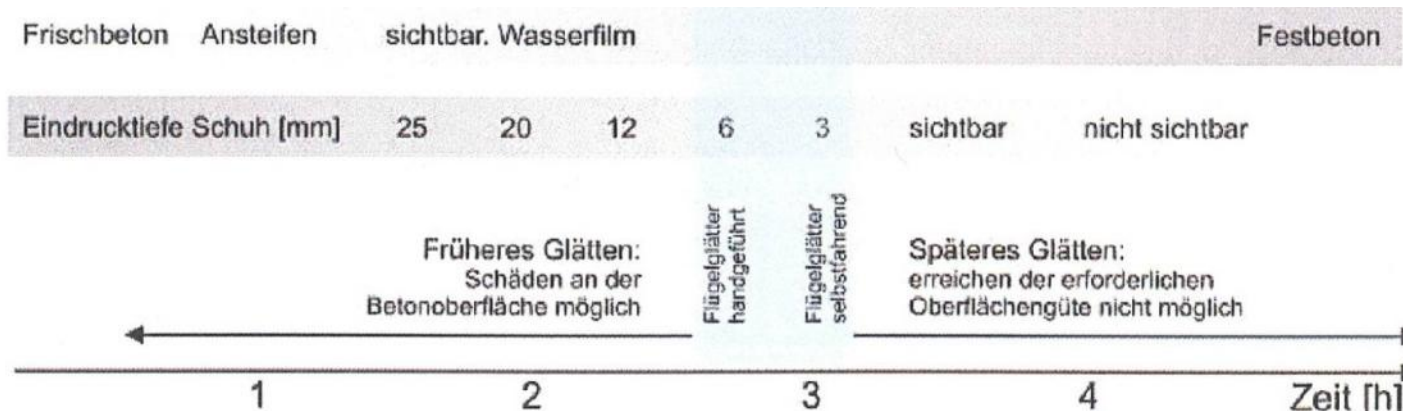 Frischbeton Ansteifen sichtbar. Wasserfilm Festbeton
Eindrucktiefe Schuh [mm] 25 20 12 6 3 sichtbar nicht sichtbar
Früheres Glätten:
Schäden an der
Betonoberfläche möglich
Flügelglätter
handgeführt
Flügelglätter
selbstfahrend
Späteres Glätten:
erreichen der erforderlichen
Oberflächengüte nicht möglich
1 2 3 4 Zeit [h]